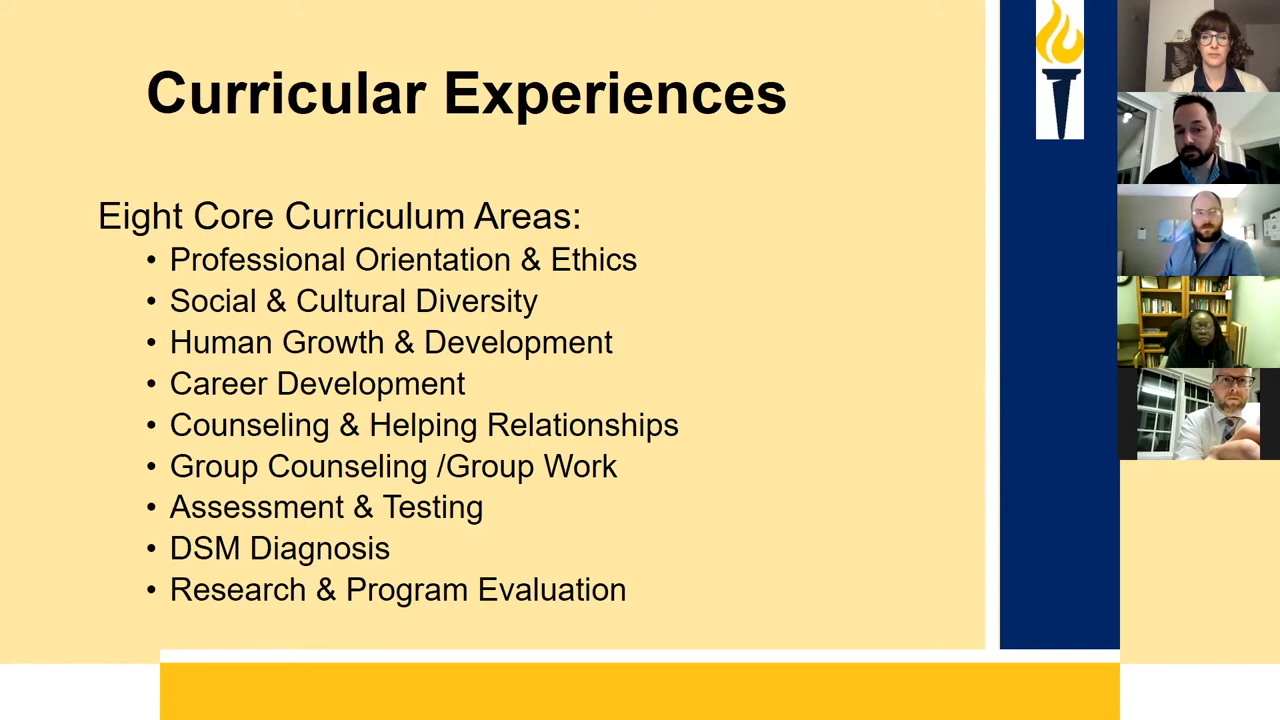 Curricular Experiences
Eight Core Curriculum Areas:
• Professional Orientation & Ethics
• Social & Cultural Diversity
• Human Growth & Development
• Career Development
• Counseling & Helping Relationships
• Group Counseling /Group Work
• Assessment & Testing
• DSM Diagnosis
• Research & Program Evaluation